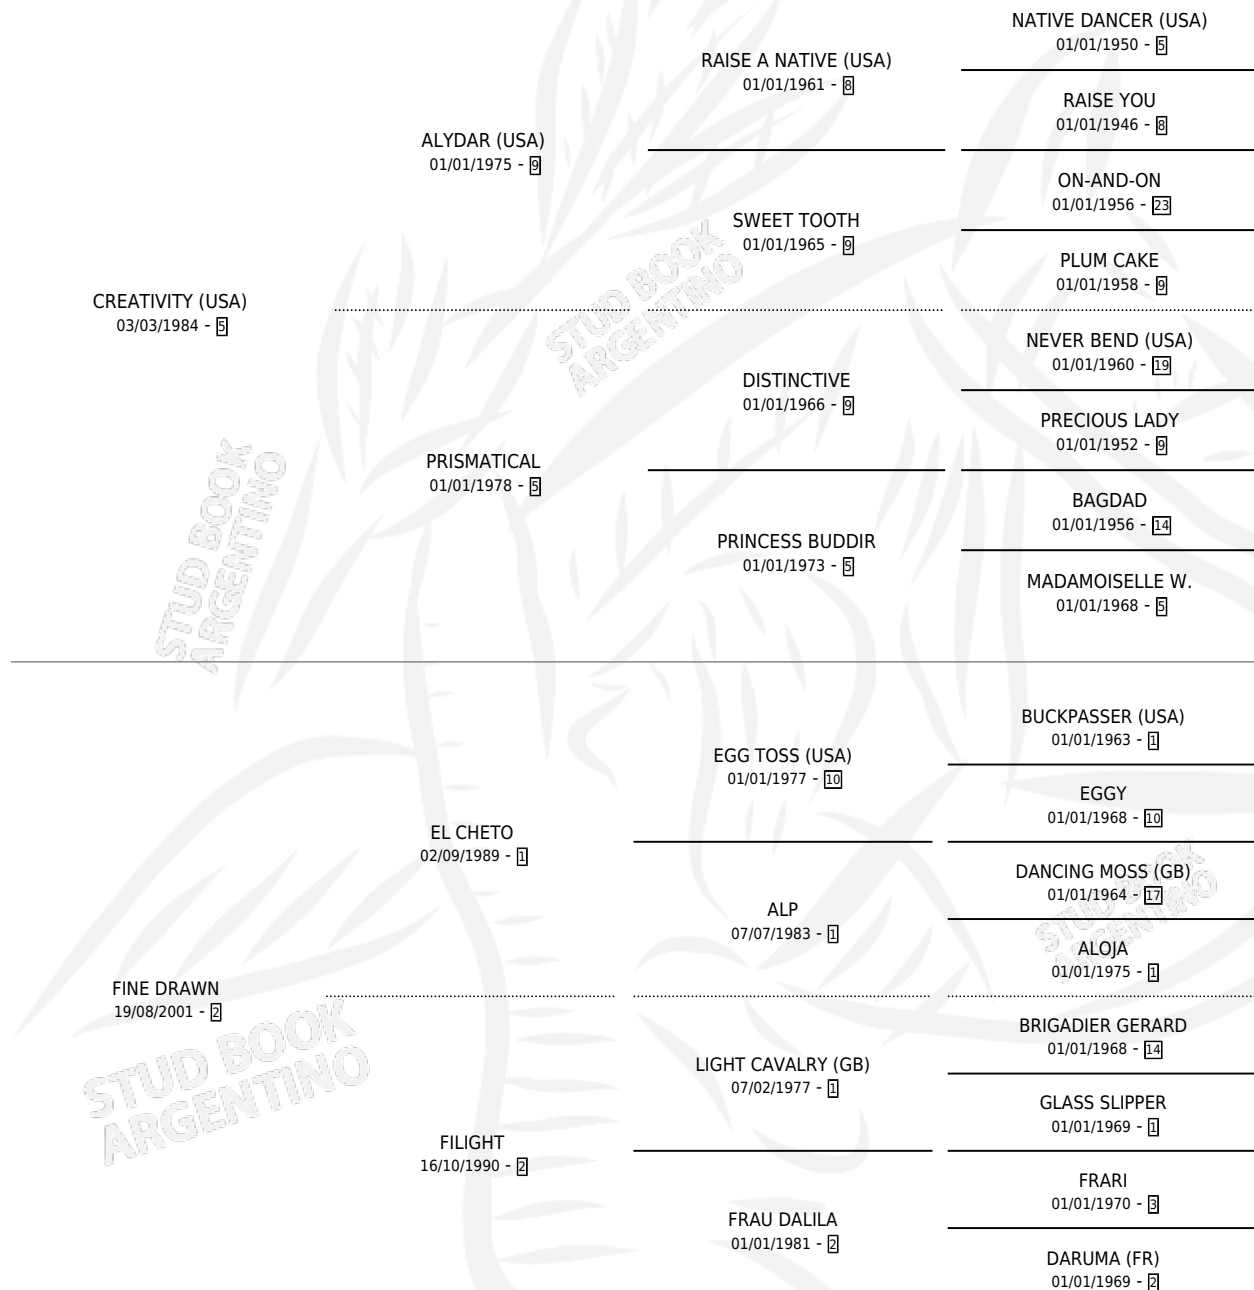 NATIVE DANCER (USA)
01/01/1950 - 5
RAISE A NATIVE (USA)
01/01/1961 - 8
RAISE YOU
01/01/1946 - 8
ALYDAR (USA)
01/01/1975 - 9
ON-AND-ON
01/01/1956 - 23
SWEET TOOTH
01/01/1965 - 9
PLUM CAKE
01/01/1958 - 9
CREATIVITY (USA)
03/03/1984 - 5
NEVER BEND (USA)
01/01/1960 - 19
DISTINCTIVE
01/01/1966 - 9
PRECIOUS LADY
01/01/1952 - 9
PRISMATICAL
01/01/1978 - 5
BAGDAD
01/01/1956 - 14
PRINCESS BUDDIR
01/01/1973 - 5
MADAMOISELLE W.
01/01/1968 - 5
BUCKPASSER (USA)
01/01/1963 - 1
EGG TOSS (USA)
01/01/1977 - 10
EGGY
01/01/1968 - 10
EL CHETO
02/09/1989 - 1
DANCING MOSS (GB)
01/01/1964 - 17
ALP
07/07/1983 - 1
ALOJA
01/01/1975 - 1
FINE DRAWN
19/08/2001 - 2
BRIGADIER GERARD
01/01/1968 - 14
LIGHT CAVALRY (GB)
07/02/1977 - 1
GLASS SLIPPER
01/01/1969 - 1
FILIGHT
16/10/1990 - 2
FRARI
01/01/1970 - 3
FRAU DALILA
01/01/1981 - 2
DARUMA (FR)
01/01/1969 - 2
STUD BOOK
ARGENTINO
STUD BOOK
ARGENTINO
STUD BOOK
ARGENTINO
STUD BOOK
ARGENTINO